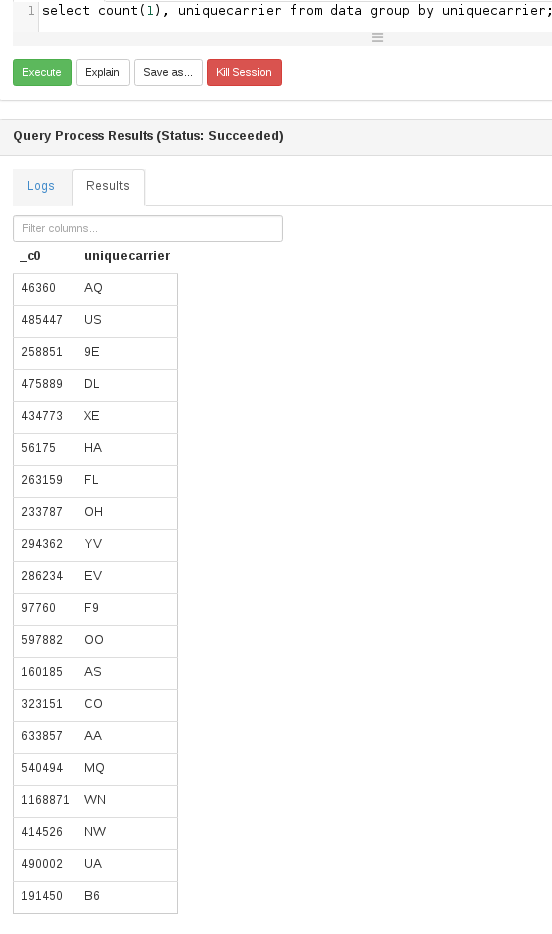 1 select count(1), uniquecarrier from data group by uniquecarrier;
Execute Explain Save as... Kill Session
Query Process Results (Status: Succeeded)
Logs Results
Filter columns...
_c0 uniquecarrier
46360 AQ
485447 US
258851 9E
475889 DL
434773 XE
56175 HA
263159 FL
233787 OH
294362 YV
286234 EV
97760 F9
597882 OO
160185 AS
323151 CO
633857 AA
540494 MQ
1168871 WN
414526 NW
490002 UA
191450 B6